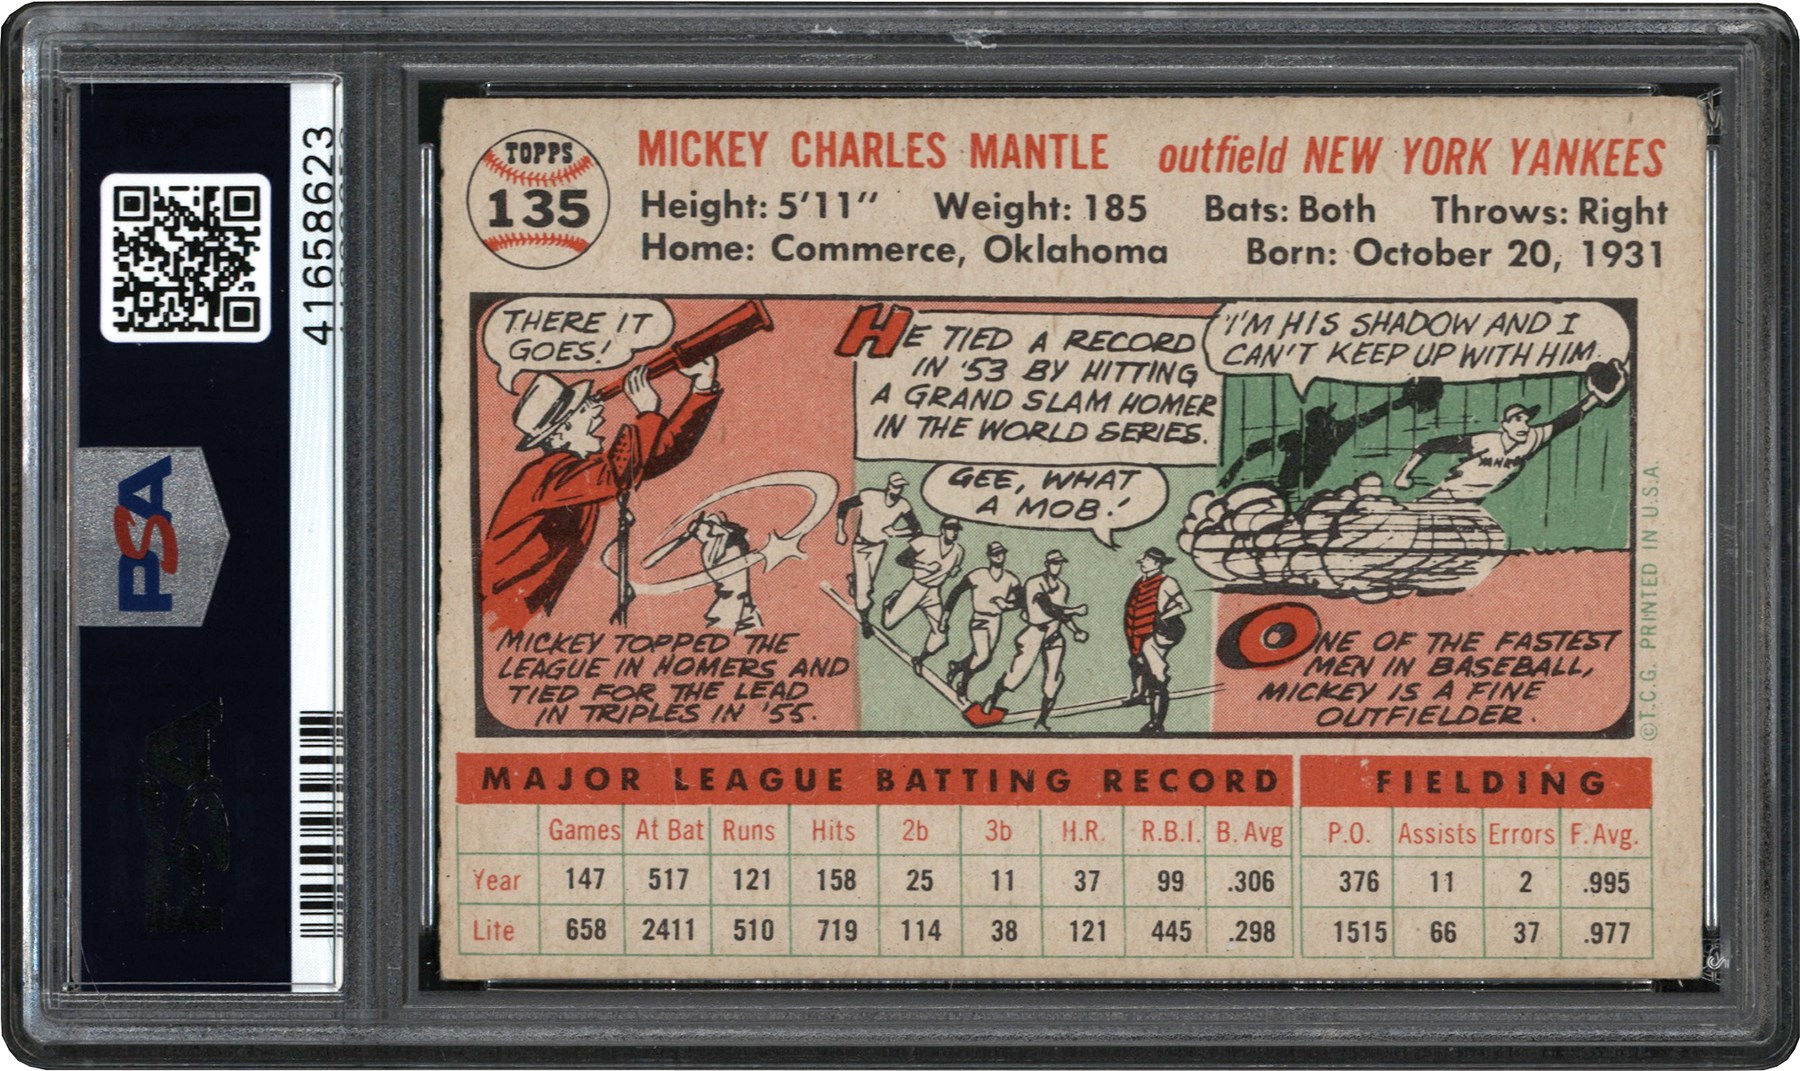 41658623
PSA
TOPPS
135
MICKEY CHARLES MANTLE outfield NEW YORK YANKEES
Height: 5'11" Weight: 185 Bats: Both Throws: Right
Home: Commerce, Oklahoma Born: October 20, 1931
THERE IT
GOES!
MICKEY TOPPED THE
LEAGUE IN HOMERS AND
TIED FOR THE LEAD
IN TRIPLES IN '55.
HE TIED A RECORD
IN '53 BY HITTING
A GRAND SLAM HOMER
IN THE WORLD SERIES.
GEE, WHAT
A MOB!
I'M HIS SHADOW AND I
CAN'T KEEP UP WITH HIM.
ONE OF THE FASTEST
MEN IN BASEBALL,
MICKEY IS A FINE
OUTFIELDER.
©T.C.G. PRINTED IN U.S.A.
MAJOR LEAGUE BATTING RECORD FIELDING
Games At Bat Runs Hits 2b 3b H.R. R.B.I. B. Avg P.O. Assists Errors F. Avg.
Year 147 517 121 158 25 11 37 99 .306 376 11 2 .995
Life 658 2411 510 719 114 38 121 445 .298 1515 66 37 .977